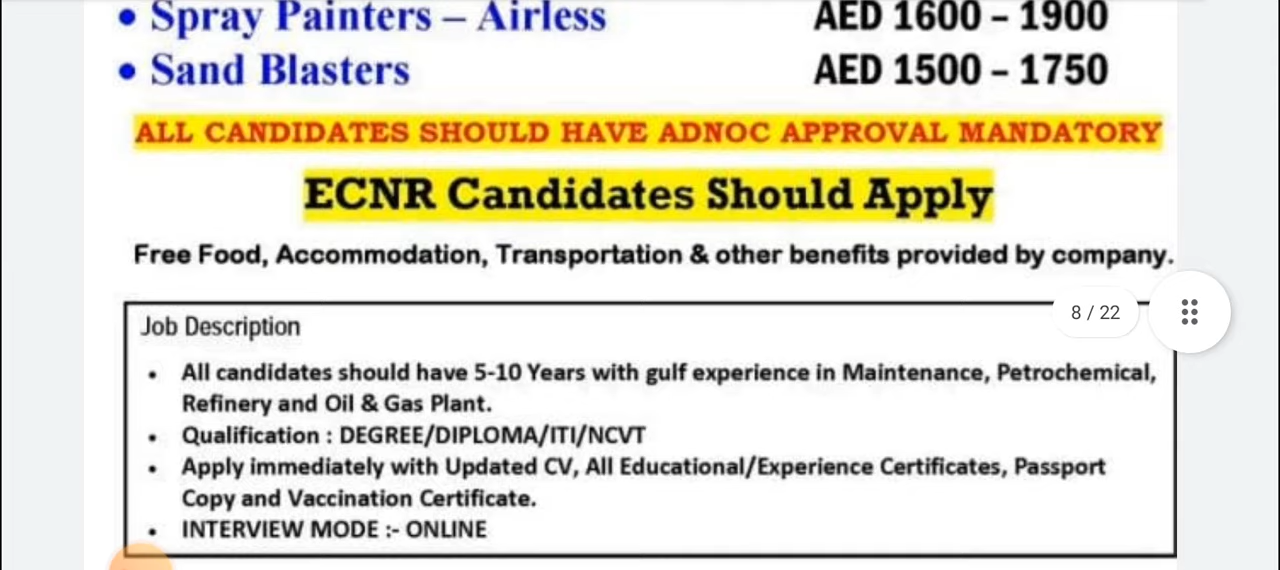 • Spray Painters – Airless AED 1600 – 1900
• Sand Blasters AED 1500 – 1750
ALL CANDIDATES SHOULD HAVE ADNOC APPROVAL MANDATORY
ECNR Candidates Should Apply
Free Food, Accommodation, Transportation & other benefits provided by company.
8 / 22
Job Description
• All candidates should have 5-10 Years with gulf experience in Maintenance, Petrochemical,
Refinery and Oil & Gas Plant.
• Qualification : DEGREE/DIPLOMA/ITI/NCVT
• Apply immediately with Updated CV, All Educational/Experience Certificates, Passport
Copy and Vaccination Certificate.
• INTERVIEW MODE :- ONLINE